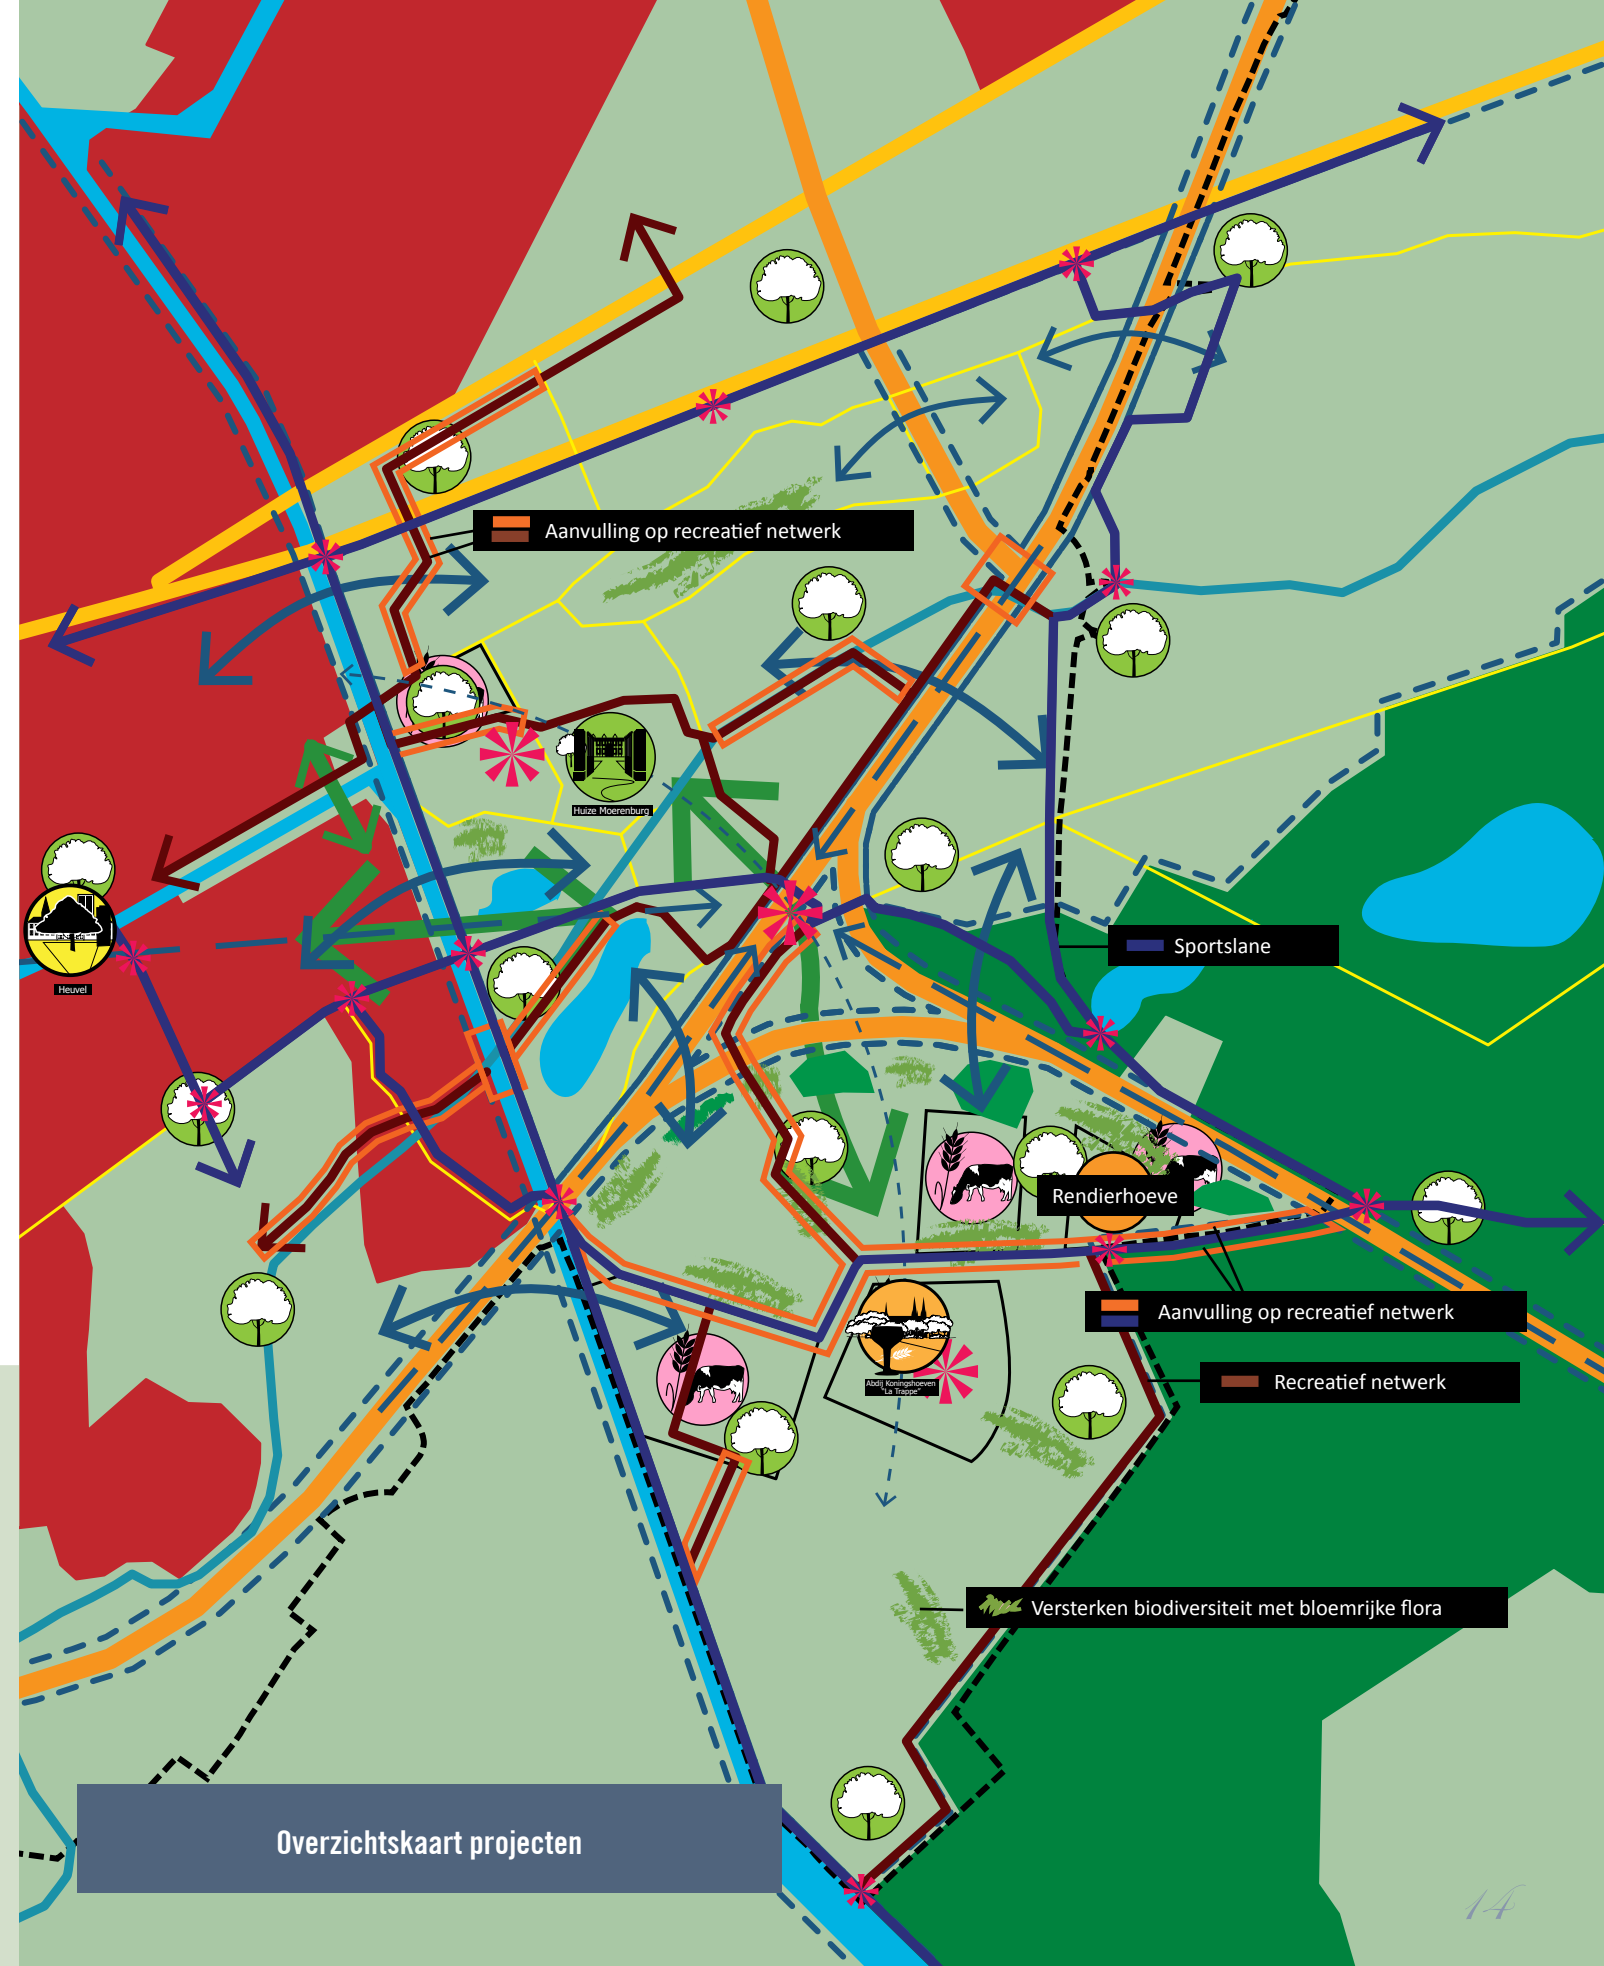 Aanvulling op recreatief netwerk
Huize Moerenburg
Sportslane
Heuvel
Rendierhoeve
Aanvulling op recreatief netwerk
Recreatief netwerk
Abdij Koningshoeven
"La Trappe"
Versterken biodiversiteit met bloemrijke flora
Overzichtskaart projecten
14